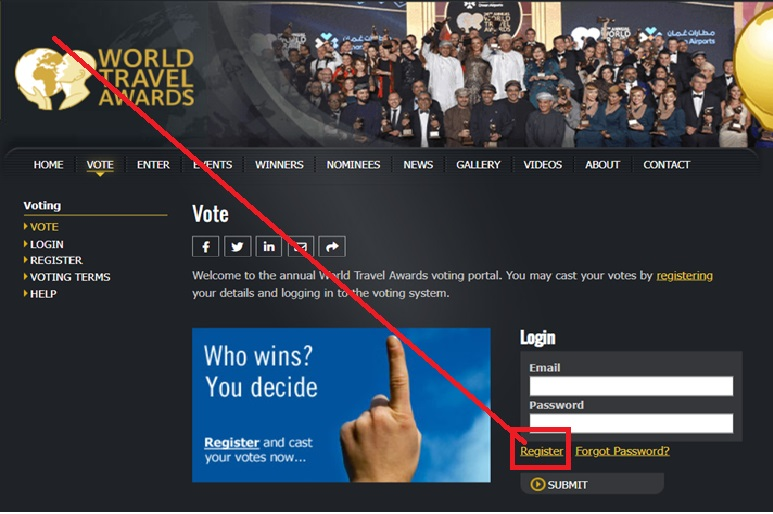 WORLD
TRAVEL
AWARDS
HOME VOTE ENTER EVENTS WINNERS NOMINEES NEWS GALLERY VIDEOS ABOUT CONTACT
Voting
VOTE
LOGIN
REGISTER
VOTING TERMS
HELP
Vote
Welcome to the annual World Travel Awards voting portal. You may cast your votes by registering
your details and logging in to the voting system.
Who wins?
You decide
Register and cast
your votes now...
Login
Email
Password
Register Forgot Password?
SUBMIT